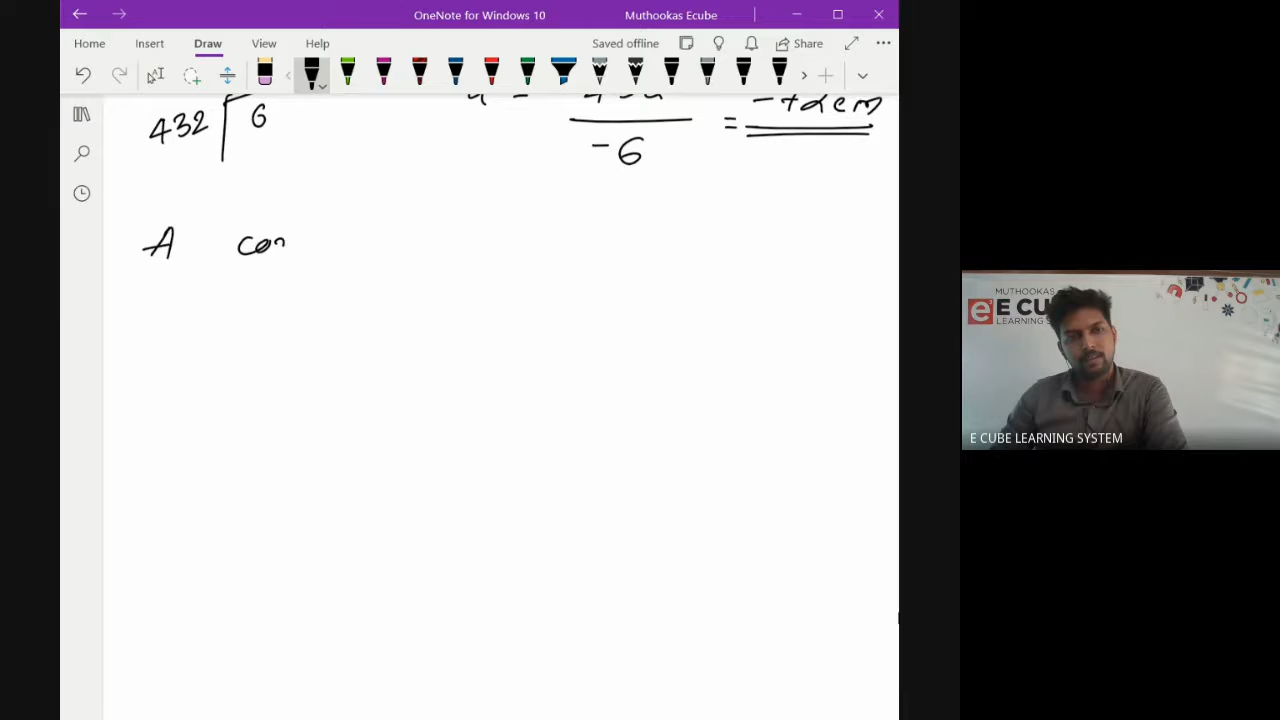 OneNote for Windows 10 Muthookas Ecube
Home Insert Draw View Help Saved offline Share
432 6
-6
=
A con
MUTHOOKAS
e E CU
LEARNING S
E CUBE LEARNING SYSTEM